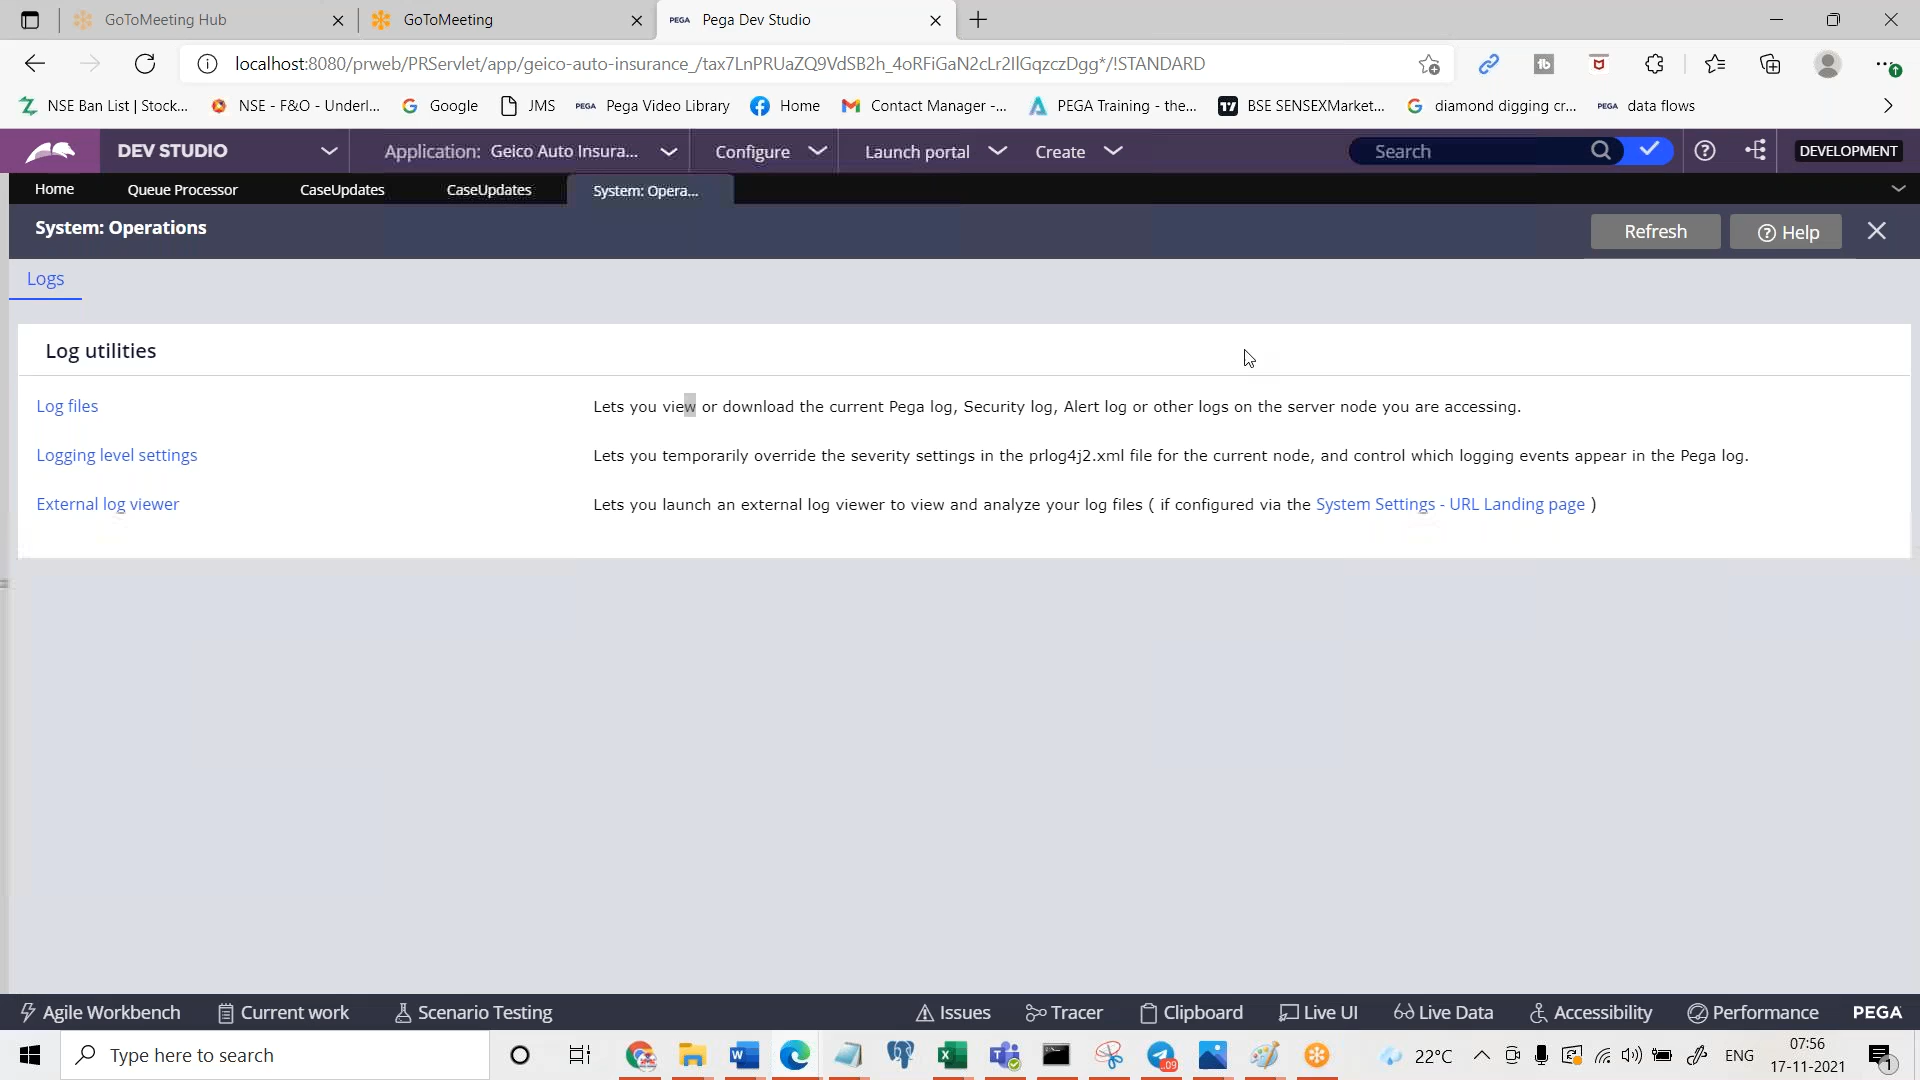 GoToMeeting Hub
GoToMeeting
PEGA Pega Dev Studio
localhost:8080/prweb/PRServlet/app/geico-auto-insurance_/tax7LnPRUaZQ9VdSB2h_4oRFiGaN2cLr2IlGqzczDgg*/!STANDARD
NSE Ban List | Stock... NSE - F&O - Underl... Google JMS PEGA Pega Video Library Home Contact Manager -... PEGA Training - the... BSE SENSEXMarket... diamond digging cr... PEGA data flows
DEV STUDIO Application: Geico Auto Insura... Configure Launch portal Create Search DEVELOPMENT
Home Queue Processor CaseUpdates CaseUpdates System: Opera...
System: Operations Refresh Help
Logs
Log utilities
Log files Lets you view or download the current Pega log, Security log, Alert log or other logs on the server node you are accessing.
Logging level settings Lets you temporarily override the severity settings in the prlog4j2.xml file for the current node, and control which logging events appear in the Pega log.
External log viewer Lets you launch an external log viewer to view and analyze your log files ( if configured via the System Settings - URL Landing page )
Agile Workbench Current work Scenario Testing Issues Tracer Clipboard Live UI Live Data Accessibility Performance PEGA
Type here to search 22°C ENG 07:56
17-11-2021